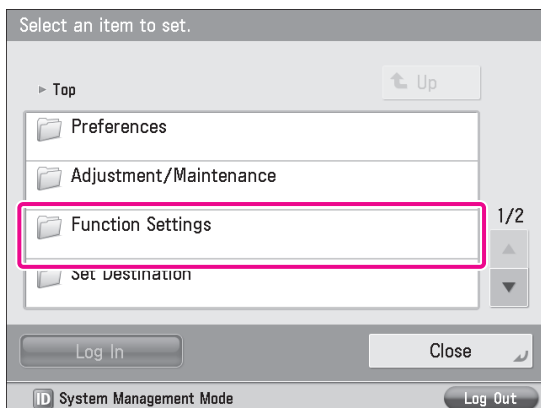 Select an item to set.
Top
Up
Preferences
Adjustment/Maintenance
Function Settings
1/2
Set Destination
Log In
Close
ID System Management Mode
Log Out